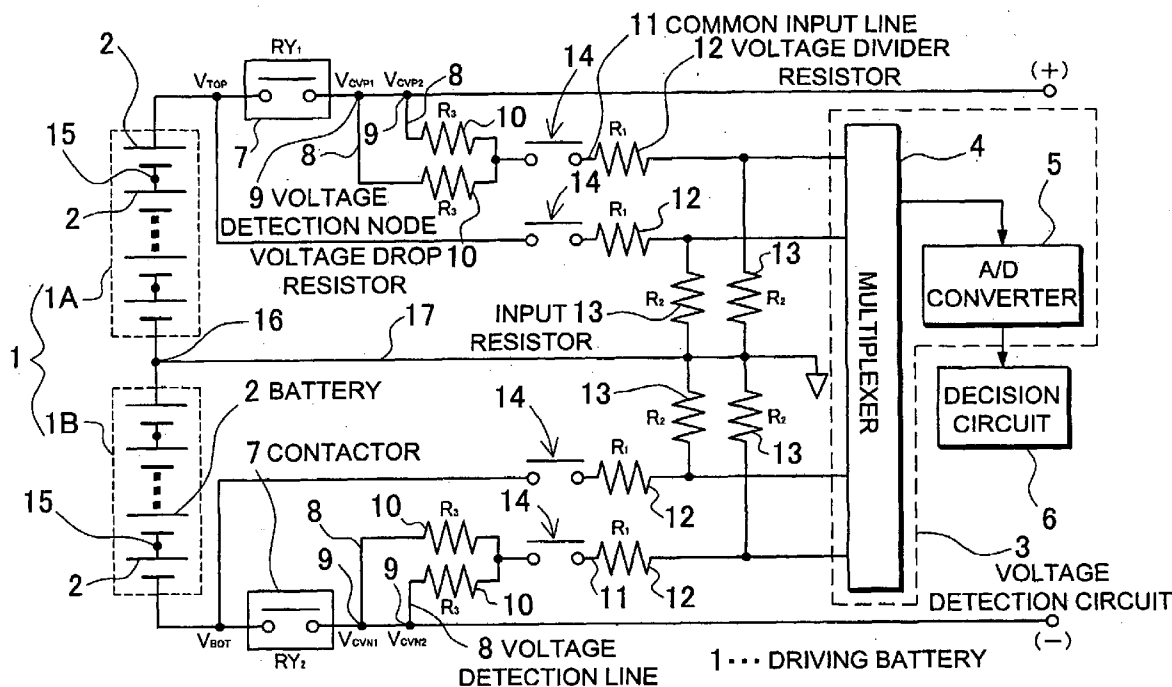 11 COMMON INPUT LINE
12 VOLTAGE DIVIDER
RESISTOR
2
RY1
14
VTOP
VCVP1
VCVP2
8
(+)
15
7
8
9
R3
10
R1
4
5
2
9 VOLTAGE
DETECTION NODE
R3
14
R1
12
VOLTAGE DROP 10
RESISTOR
13
A/D
CONVERTER
1A
INPUT 13
RESISTOR
R2
R2
MULTIPLEXER
1
16
17
2 BATTERY
13
R2
R2
DECISION
CIRCUIT
1B
14
13
7 CONTACTOR
R1
6
15
10
R3
14
12
8
R1
2
9
9
R3
10
11
12
3
VOLTAGE
DETECTION CIRCUIT
VBOT
RY2
VCVN1
VCVN2
8 VOLTAGE
DETECTION LINE
(−)
1 ··· DRIVING BATTERY